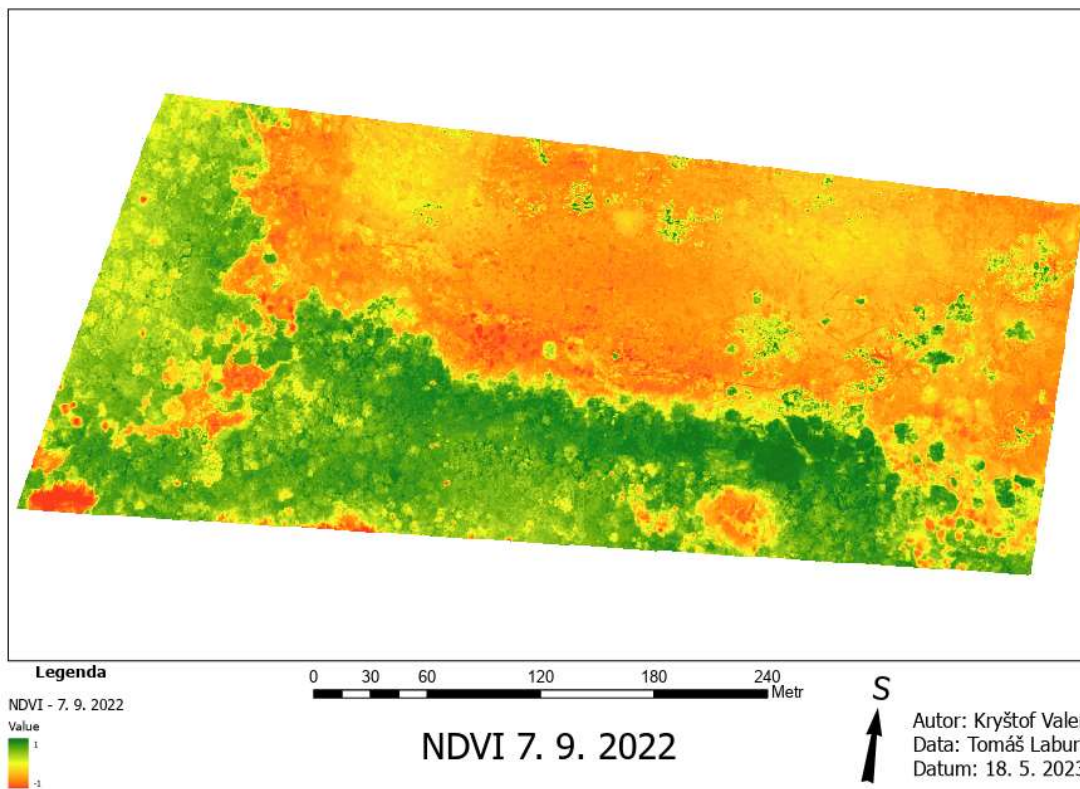 Legenda
NDVI - 7. 9. 2022
Value
1
-1
0 30 60 120 180 240
Metr
NDVI 7. 9. 2022
S
Autor: Kryštof
Data: Tomáš
Datum: 18. 5. 2023